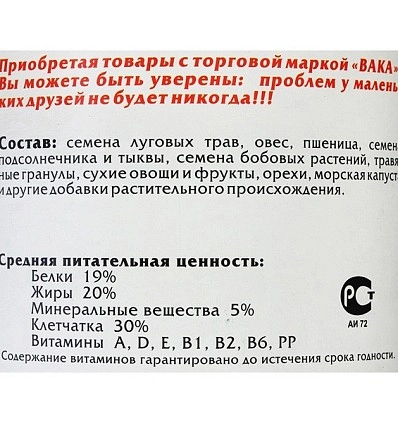 Приобретая товары с торговой маркой «ВАКА»
Вы можете быть уверены: проблем у малень
ких друзей не будет никогда!!!
Состав: семена луговых трав, овес, пшеница, семен
подсолнечника и тыквы, семена бобовых растений, травя
ные гранулы, сухие овощи и фрукты, орехи, морская капуст
и другие добавки растительного происхождения.
Средняя питательная ценность:
Белки 19%
Жиры 20%
Минеральные вещества 5%
Клетчатка 30%
Витамины A, D, E, B1, B2, B6, PP
Содержание витаминов гарантировано до истечения срока годности.
РСТ
АИ 72